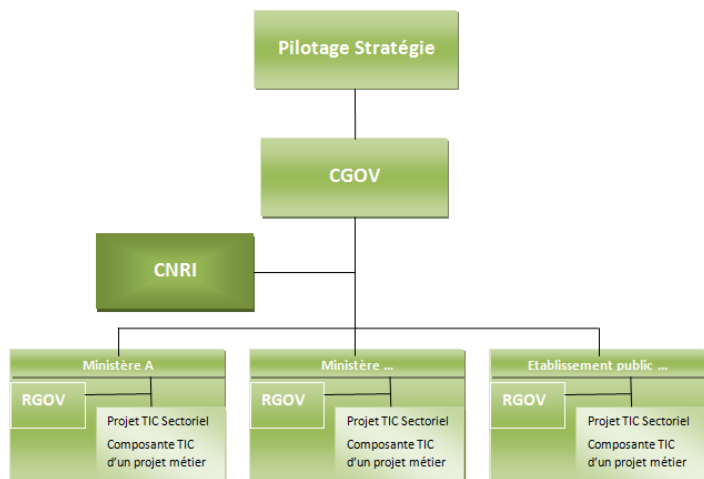 Pilotage Stratégie
CGOV
CNRI
Ministère A
RGOV
Projet TIC Sectoriel
Composante TIC
d'un projet métier
Ministère ...
RGOV
Projet TIC Sectoriel
Composante TIC
d'un projet métier
Etablissement public ...
RGOV
Projet TIC Sectoriel
Composante TIC
d'un projet métier